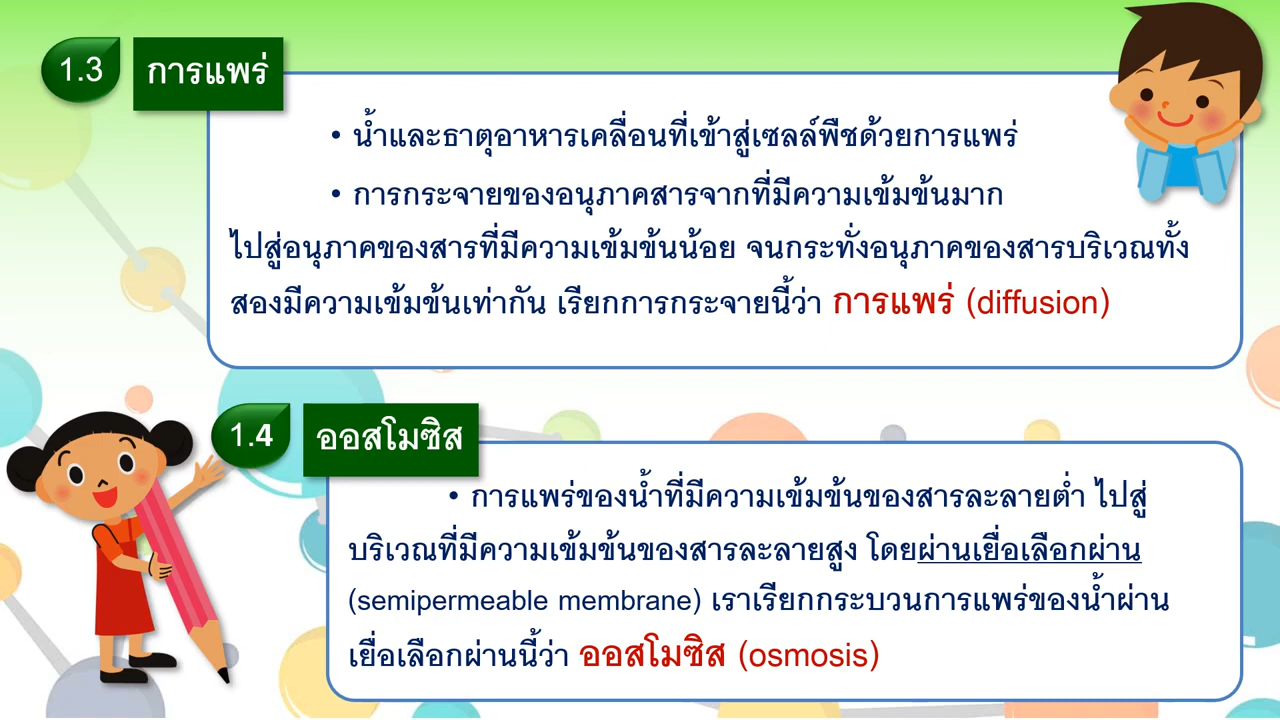 1.3 การแพร่
• น้ำและธาตุอาหารเคลื่อนที่เข้าสู่เซลล์พืชด้วยการแพร่
• การกระจายของอนุภาคสารจากที่มีความเข้มข้นมาก
ไปสู่อนุภาคของสารที่มีความเข้มข้นน้อย จนกระทั่งอนุภาคของสารบริเวณทั้ง
สองมีความเข้มข้นเท่ากัน เรียกการกระจายนี้ว่า การแพร่ (diffusion)
1.4 ออสโมซิส
• การแพร่ของน้ำที่มีความเข้มข้นของสารละลายต่ำ ไปสู่
บริเวณที่มีความเข้มข้นของสารละลายสูง โดยผ่านเยื่อเลือกผ่าน
(semipermeable membrane) เราเรียกกระบวนการแพร่ของน้ำผ่าน
เยื่อเลือกผ่านนี้ว่า ออสโมซิส (osmosis)